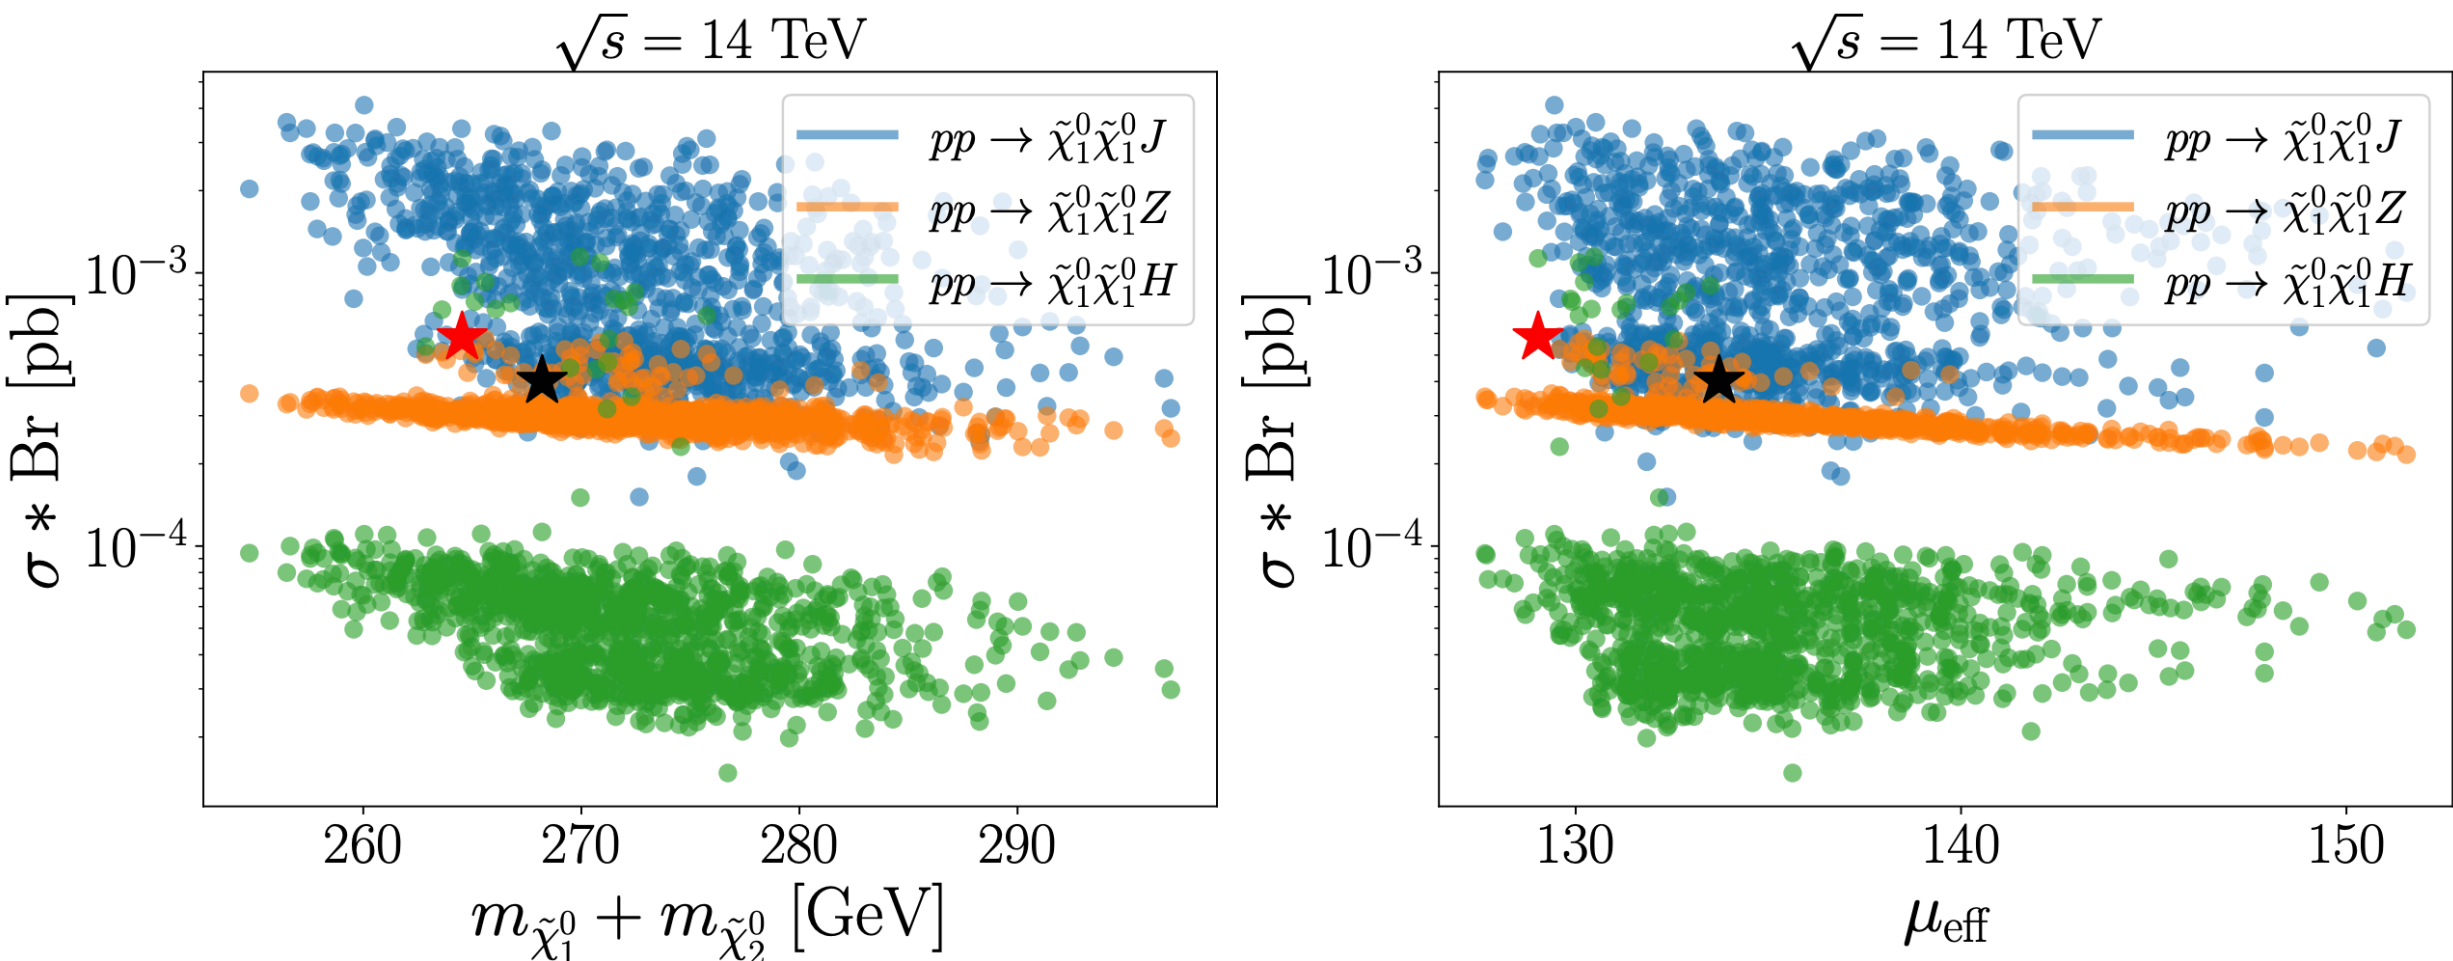 √s = 14 TeV
σ * Br [pb]
10⁻³
10⁻⁴
pp → χ̃⁰₁χ̃⁰₁J
pp → χ̃⁰₁χ̃⁰₁Z
pp → χ̃⁰₁χ̃⁰₁H
260 270 280 290
m_χ̃⁰₁ + m_χ̃⁰₂ [GeV]
√s = 14 TeV
σ * Br [pb]
10⁻³
10⁻⁴
pp → χ̃⁰₁χ̃⁰₁J
pp → χ̃⁰₁χ̃⁰₁Z
pp → χ̃⁰₁χ̃⁰₁H
130 140 150
μ_eff